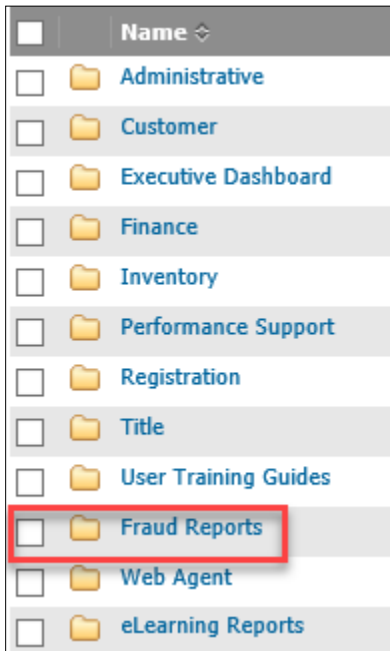 Name
Administrative
Customer
Executive Dashboard
Finance
Inventory
Performance Support
Registration
Title
User Training Guides
Fraud Reports
Web Agent
eLearning Reports